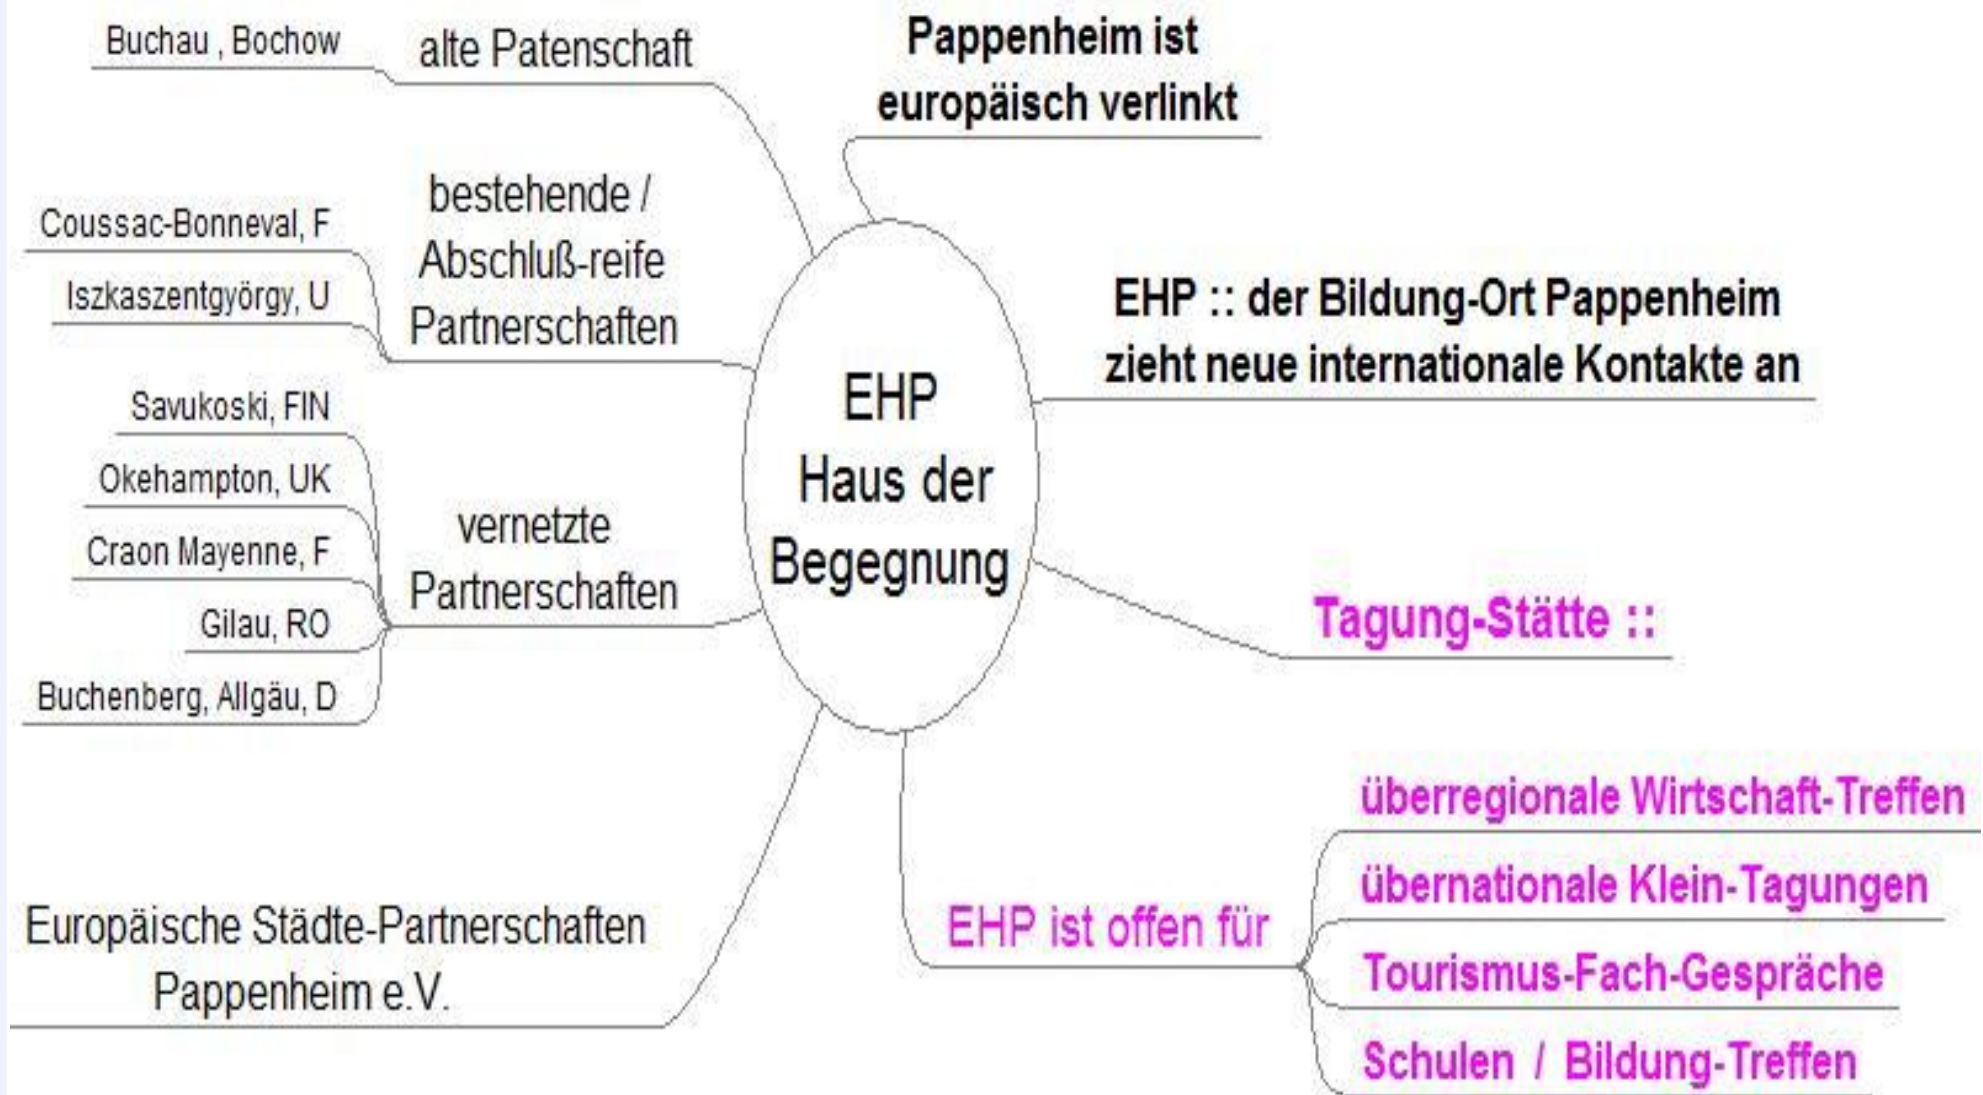 Buchau , Bochow
alte Patenschaft
Coussac-Bonneval, F
Iszkaszentgyörgy, U
bestehende /
Abschluß-reife
Partnerschaften
Savukoski, FIN
Okehampton, UK
Craon Mayenne, F
Gilau, RO
Buchenberg, Allgäu, D
vernetzte
Partnerschaften
Europäische Städte-Partnerschaften
Pappenheim e.V.
EHP
Haus der
Begegnung
Pappenheim ist
europäisch verlinkt
EHP :: der Bildung-Ort Pappenheim
zieht neue internationale Kontakte an
Tagung-Stätte ::
EHP ist offen für
überregionale Wirtschaft-Treffen
übernationale Klein-Tagungen
Tourismus-Fach-Gespräche
Schulen / Bildung-Treffen